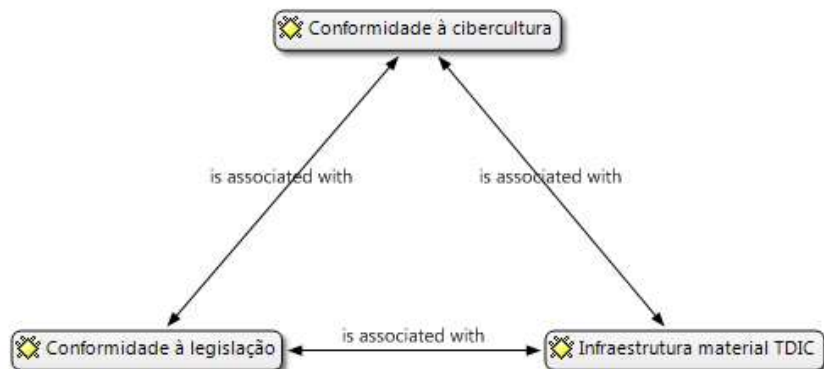 Conformidade à cibercultura
is associated with
is associated with
is associated with
Conformidade à legislação
Infraestrutura material TDIC